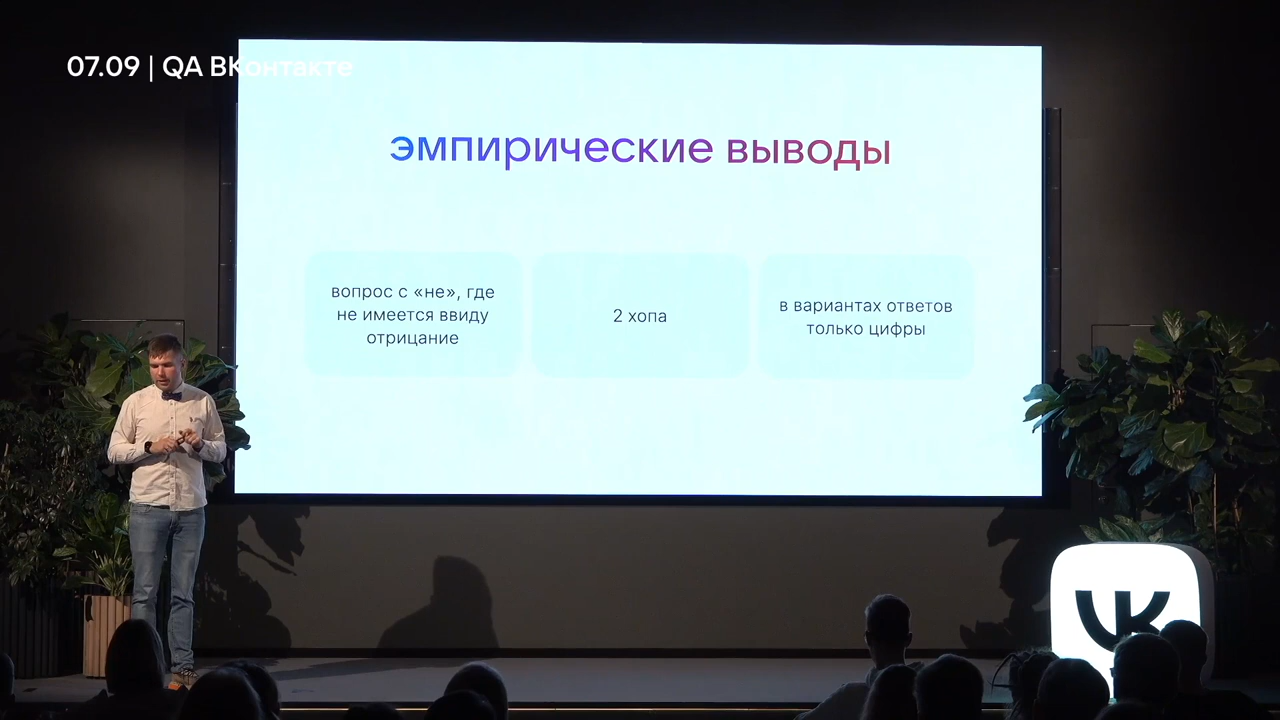 07.09 | QA ВКонтакте
эмпирические выводы
вопрос с «не», где
не имеется ввиду
отрицание
2 хопа
в вариантах ответов
только цифры
VK